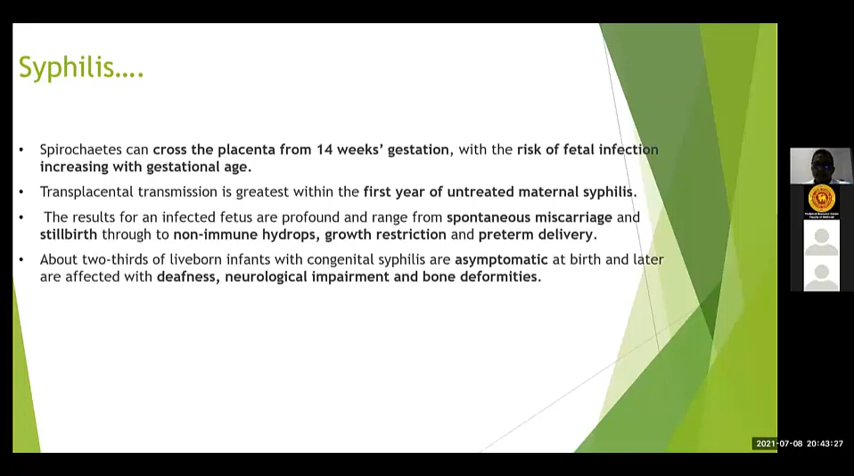 Syphilis….
• Spirochaetes can cross the placenta from 14 weeks’ gestation, with the risk of fetal infection
increasing with gestational age.
• Transplacental transmission is greatest within the first year of untreated maternal syphilis.
• The results for an infected fetus are profound and range from spontaneous miscarriage and
stillbirth through to non-immune hydrops, growth restriction and preterm delivery.
• About two-thirds of liveborn infants with congenital syphilis are asymptomatic at birth and later
are affected with deafness, neurological impairment and bone deformities.
2021-07-08 20:43:27